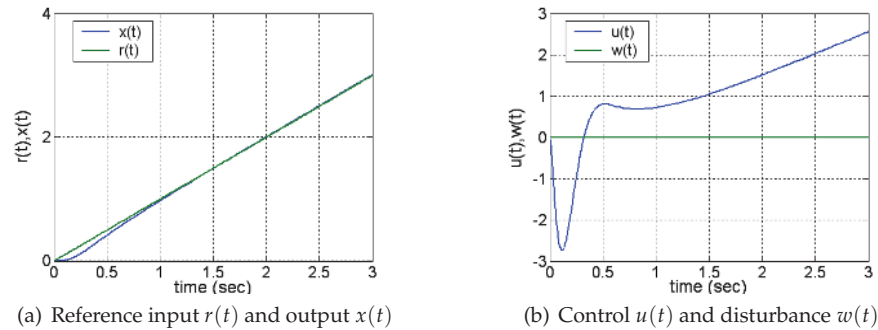 4
2
0
r(t),x(t)
x(t)
r(t)
0 0.5 1 1.5 2 2.5 3
time (sec)
(a) Reference input r(t) and output x(t)
3
2
1
0
-1
-2
-3
u(t),w(t)
u(t)
w(t)
0 0.5 1 1.5 2 2.5 3
time (sec)
(b) Control u(t) and disturbance w(t)